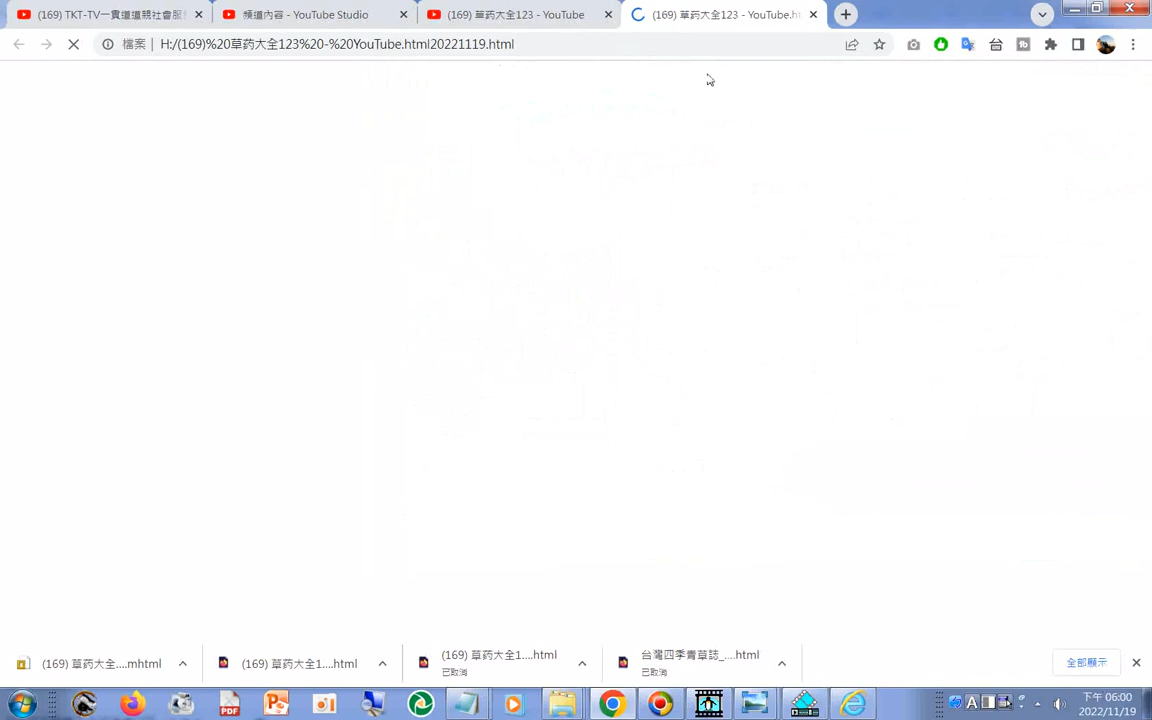 (169) TKT-TV一貫道道親社會服
頻道內容 - YouTube Studio
(169) 草药大全123 - YouTube
(169) 草药大全123 - YouTube.h
檔案
H:/(169)%20草药大全123%20-%20YouTube.html20221119.html
(169) 草药大全....mhtml
(169) 草药大全1....html
(169) 草药大全1....html
已取消
台灣四季青草誌_....html
已取消
全部顯示
PDF
A
下午 06:00
2022/11/19